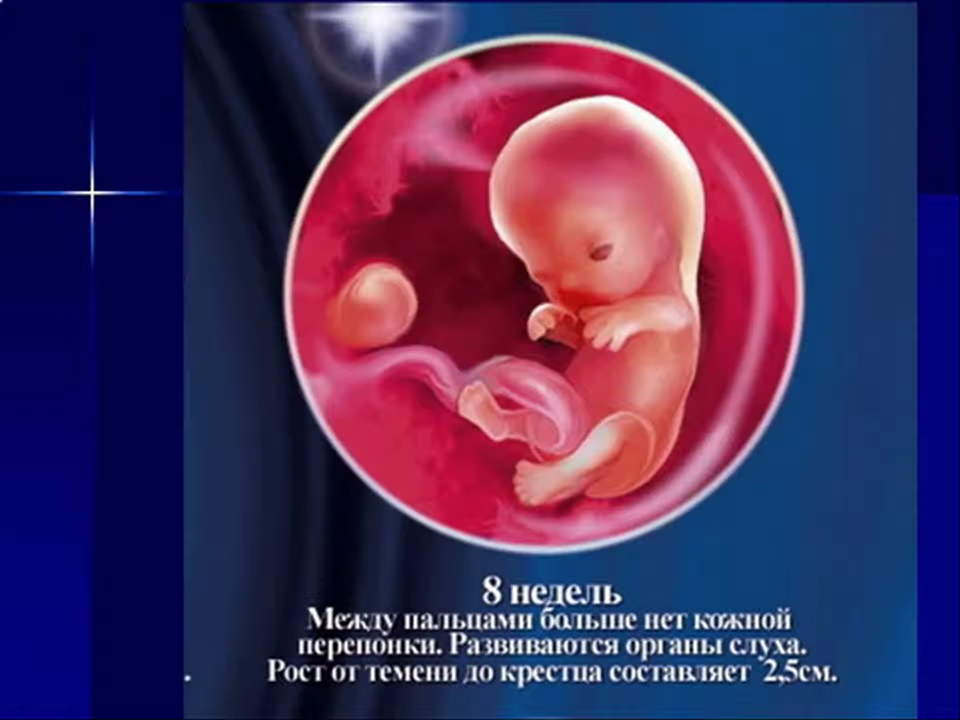 8 недель
Между пальцами больше нет кожной
перепонки. Развиваются органы слуха.
Рост от темени до крестца составляет 2,5см.